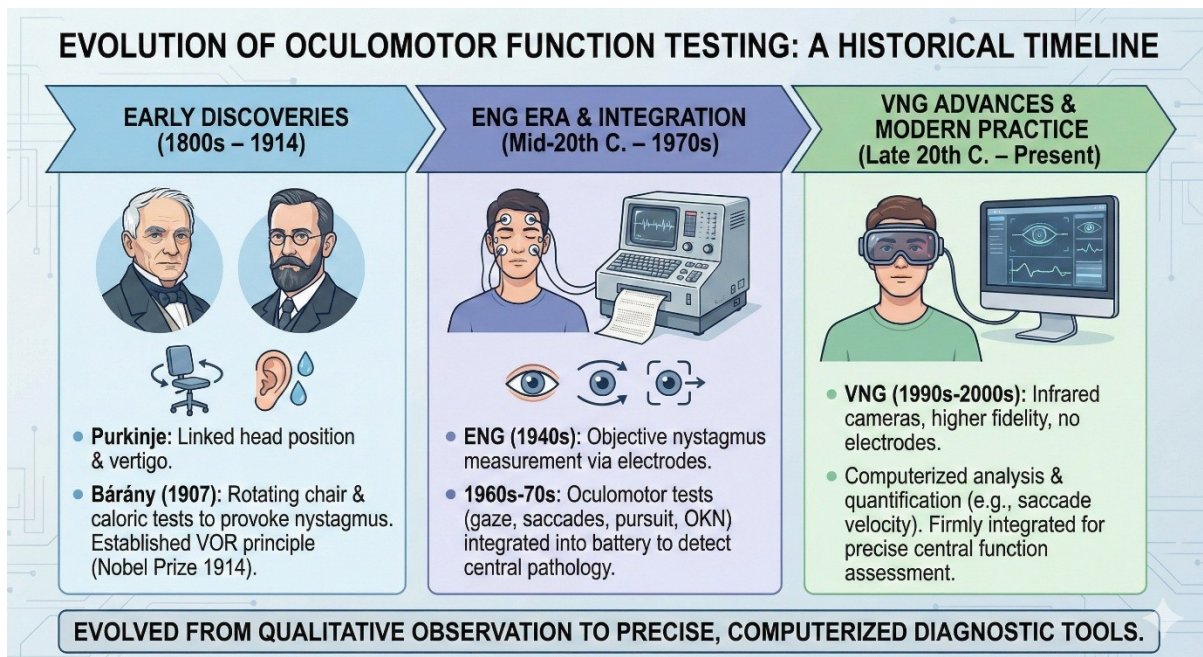 EVOLUTION OF OCULOMOTOR FUNCTION TESTING: A HISTORICAL TIMELINE
EARLY DISCOVERIES
(1800s – 1914)
• Purkinje: Linked head position
& vertigo.
• Bárány (1907): Rotating chair &
caloric tests to provoke nystagmus.
Established VOR principle
(Nobel Prize 1914).
ENG ERA & INTEGRATION
(Mid-20th C. – 1970s)
• ENG (1940s): Objective nystagmus
measurement via electrodes.
• 1960s-70s: Oculomotor tests
(gaze, saccades, pursuit, OKN)
integrated into battery to detect
central pathology.
VNG ADVANCES &
MODERN PRACTICE
(Late 20th C. – Present)
• VNG (1990s-2000s): Infrared
cameras, higher fidelity, no
electrodes.
• Computerized analysis &
quantification (e.g., saccade
velocity). Firmly integrated for
precise central function
assessment.
EVOLVED FROM QUALITATIVE OBSERVATION TO PRECISE, COMPUTERIZED DIAGNOSTIC TOOLS.